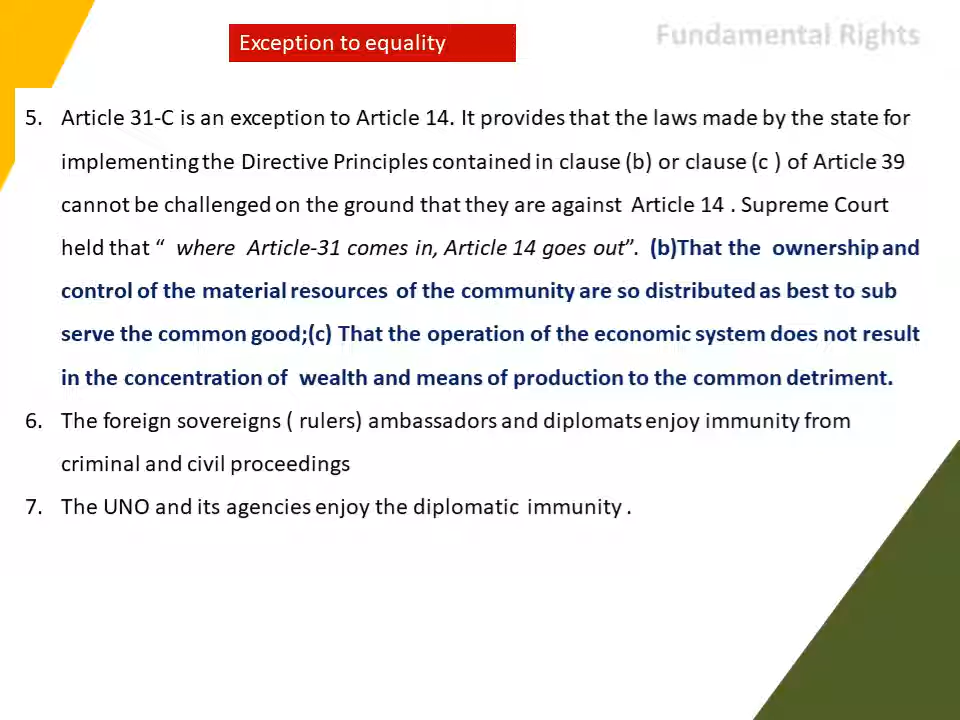 Exception to equality
Fundamental Rights
5. Article 31-C is an exception to Article 14. It provides that the laws made by the state for
implementing the Directive Principles contained in clause (b) or clause (c ) of Article 39
cannot be challenged on the ground that they are against Article 14 . Supreme Court
held that “ where Article-31 comes in, Article 14 goes out”. (b)That the ownership and
control of the material resources of the community are so distributed as best to sub
serve the common good;(c) That the operation of the economic system does not result
in the concentration of wealth and means of production to the common detriment.
6. The foreign sovereigns ( rulers) ambassadors and diplomats enjoy immunity from
criminal and civil proceedings
7. The UNO and its agencies enjoy the diplomatic immunity .